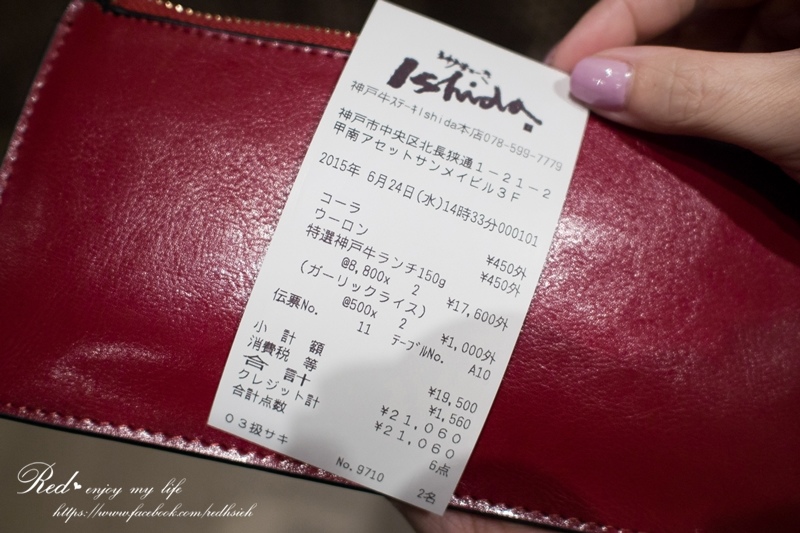 みやすじき
Ishida.
神戸牛ステーキIshida本店078-599-7779
神戸市中央区北長狭通1-21-2
甲南アセットサンメイビル3F
2015年 6月24日(水)14時33分000101
コーラ ¥450外
ウーロン ¥450外
特選神戸牛ランチ150g
@8,800x 2 ¥17,600外
(ガーリックライス)
@500x 2 ¥1,000外
伝票No. 11 テーブルNo. A10
小計額 ¥19,500
消費税等 ¥1,560
合計 ¥21,060
クレジット計 ¥21,060
合計点数 6点
03扱サキ No.9710 2名
Red enjoy my life
https://www.facebook.com/redhsieh